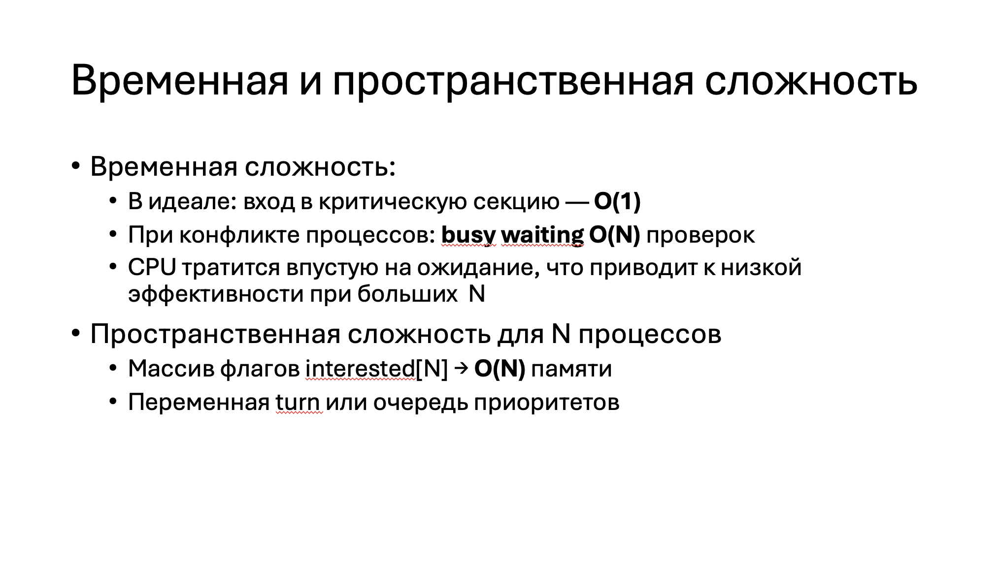 Временная и пространственная сложность
• Временная сложность:
• В идеале: вход в критическую секцию — O(1)
• При конфликте процессов: busy waiting O(N) проверок
• CPU тратится впустую на ожидание, что приводит к низкой
эффективности при больших  N
• Пространственная сложность для N процессов
• Массив флагов interested[N] → O(N) памяти
• Переменная turn или очередь приоритетов